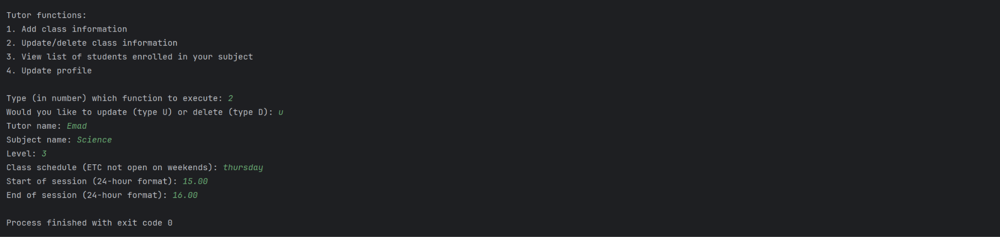 Tutor functions:
1. Add class information
2. Update/delete class information
3. View list of students enrolled in your subject
4. Update profile
Type (in number) which function to execute: 2
Would you like to update (type U) or delete (type D): u
Tutor name: Emad
Subject name: Science
Level: 3
Class schedule (ETC not open on weekends): thursday
Start of session (24-hour format): 15.00
End of session (24-hour format): 16.00
Process finished with exit code 0